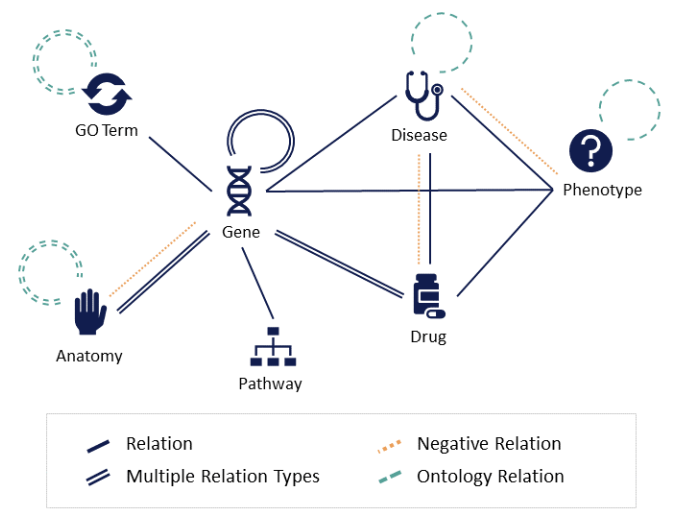 GO Term
Disease
Phenotype
Gene
Anatomy
Drug
Pathway
Relation
Negative Relation
Multiple Relation Types
Ontology Relation